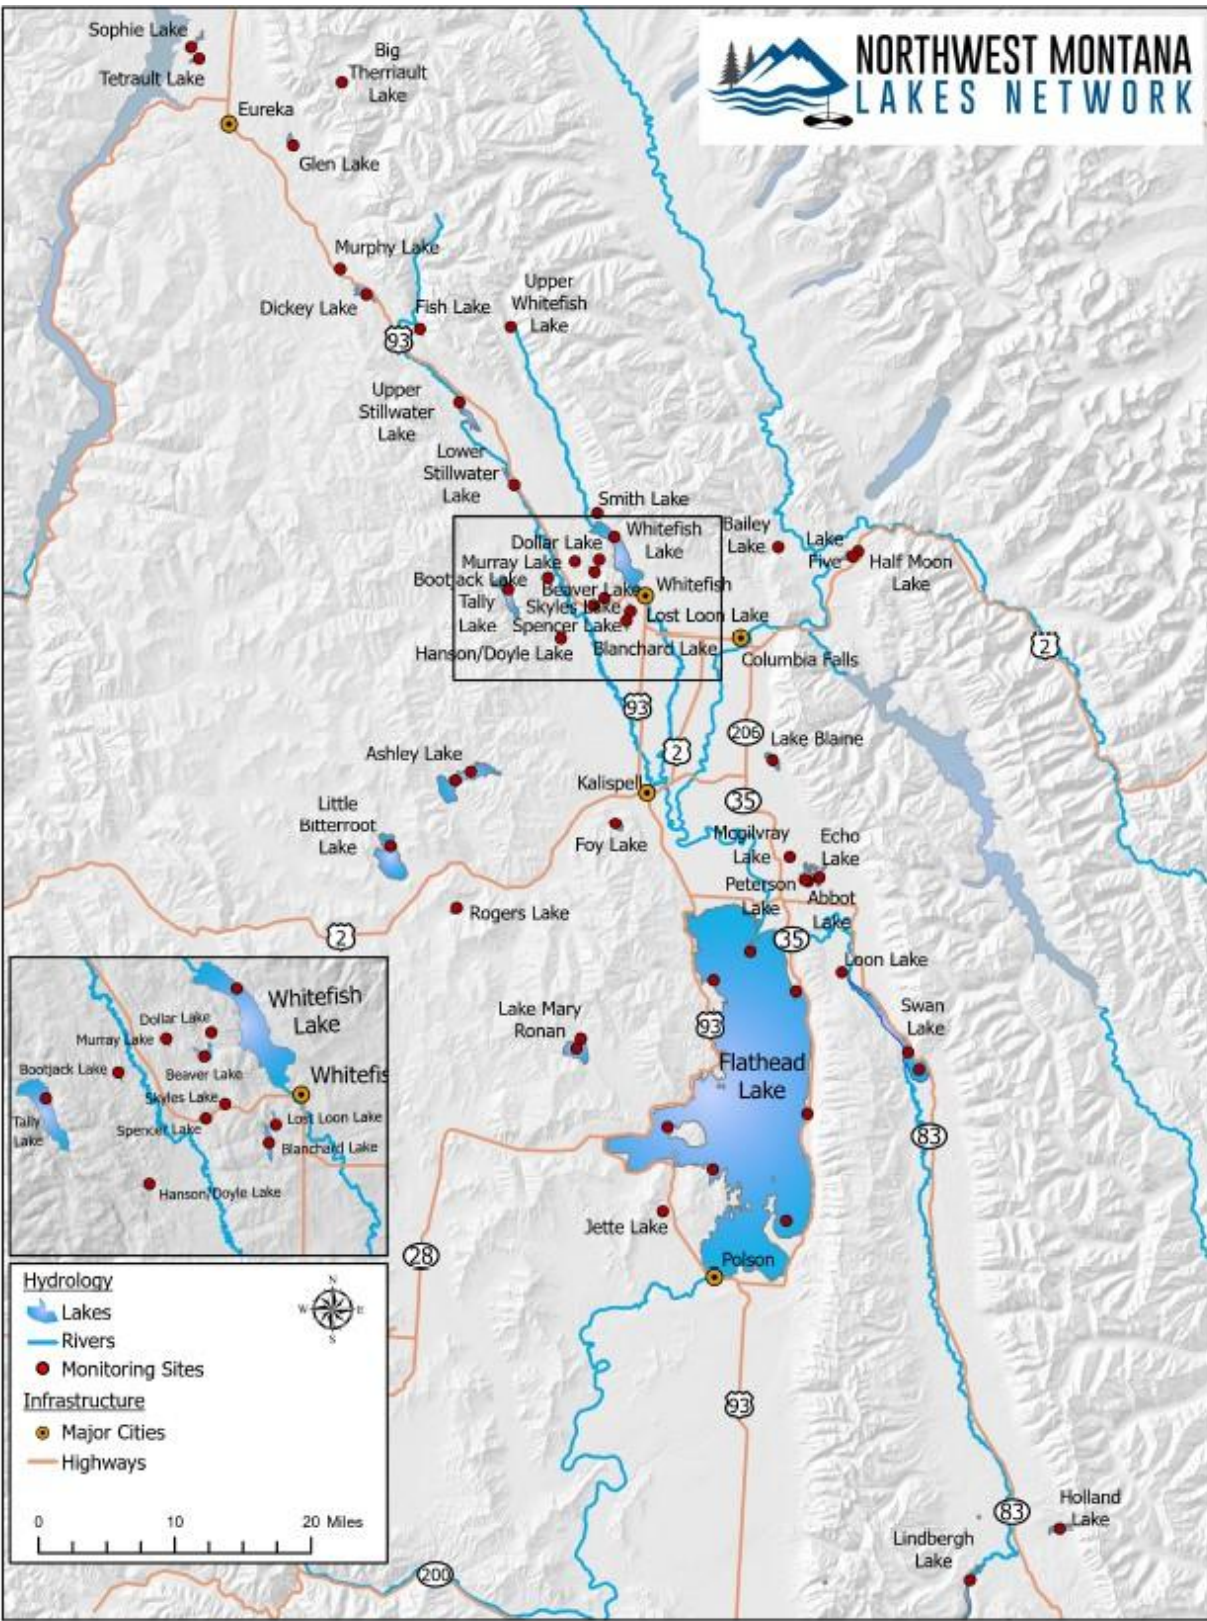 NORTHWEST MONTANA
LAKES NETWORK
Sophie Lake
Tetrault Lake
Big
Therriault
Lake
Eureka
Glen Lake
Murphy Lake
Dickey Lake
Fish Lake
Upper
Whitefish
Lake
93
Upper
Stillwater
Lake
Lower
Stillwater
Lake
Smith Lake
Whitefish
Lake
Dollar Lake
Murray Lake
Bootjack Lake
Beaver Lake
Whitefish
Tally
Lake
Skyles Lake
Spencer Lake
Lost Loon Lake
Hanson/Doyle Lake
Blanchard Lake
Bailey
Lake
Lake
Five
Half Moon
Lake
Columbia Falls
2
93
2
206
Lake Blaine
Ashley Lake
Kalispell
35
Little
Bitterroot
Lake
Foy Lake
Mcgilvray
Lake
Echo
Lake
Peterson
Lake
Abbot
Lake
Rogers Lake
2
35
Loon Lake
Lake Mary
Ronan
93
Swan
Lake
Flathead
Lake
83
Jette Lake
28
Polson
93
83
Holland
Lake
Lindbergh
Lake
200
Whitefish
Lake
Dollar Lake
Murray Lake
Bootjack Lake
Beaver Lake
Whitefis
Skyles Lake
Tally
Lake
Spencer Lake
Lost Loon Lake
Blanchard Lake
Hanson/Doyle Lake
Hydrology
Lakes
Rivers
Monitoring Sites
Infrastructure
Major Cities
Highways
N
W E
S
0 10 20 Miles